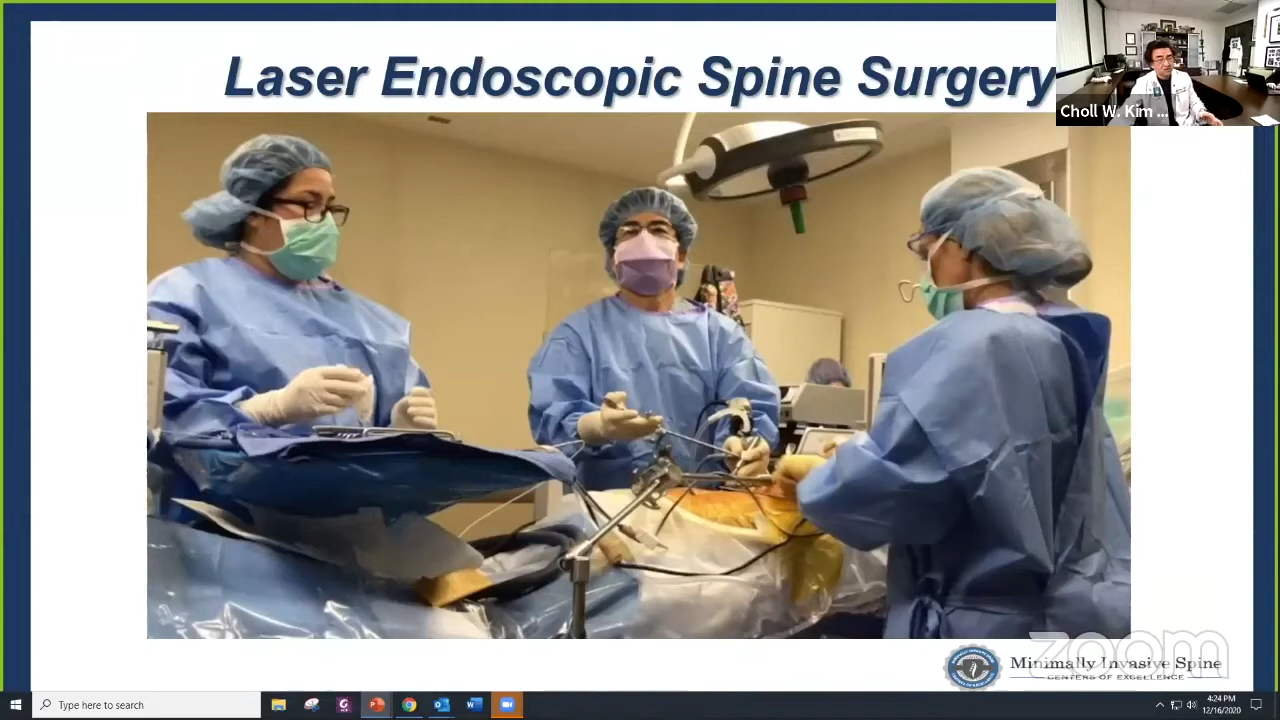 Laser Endoscopic Spine Surgery
Choll W. Kim ...
zoom
Minimally Invasive Spine
CENTERS OF EXCELLENCE
Type here to search
4:24 PM
12/16/2020